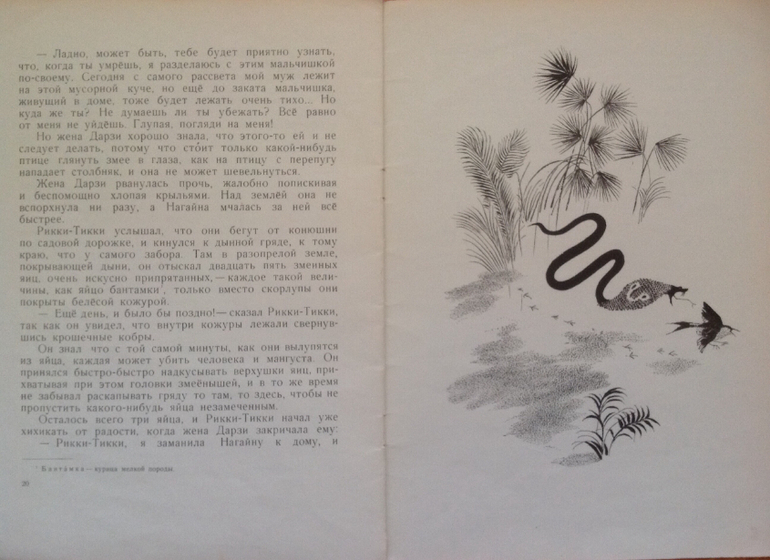 — Ладно, может быть, тебе будет приятно узнать,
что, когда ты умрёшь, я разделаюсь с этим мальчишкой
по-своему. Сегодня с самого рассвета мой муж лежит
на этой мусорной куче, но ещё до заката мальчишка,
живущий в доме, тоже будет лежать очень тихо... Но
куда же ты? Не думаешь ли ты убежать? Всё равно
от меня не уйдёшь. Глупая, погляди на меня!
Но жена Дарзи хорошо знала, что этого-то ей и не
следует делать, потому что стоит только какой-нибудь
птице глянуть змее в глаза, как на птицу с перепугу
нападает столбняк, и она не может шевельнуться.
Жена Дарзи рванулась прочь, жалобно попискивая
и беспомощно хлопая крыльями. Над землёй она не
вспорхнула ни разу, а Нагайна мчалась за ней всё
быстрее.
Рикки-Тикки услышал, что они бегут от конюшни
по садовой дорожке, и кинулся к дынной гряде, к тому
краю, что у самого забора. Там в разопрелой земле,
покрывающей дыни, он отыскал двадцать пять змеиных
яиц, очень искусно припрятанных, — каждое такой вели-
чины, как яйцо бантамки*, только вместо скорлупы они
покрыты белёсой кожурой.
— Ещё день, и было бы поздно! — сказал Рикки-Тикки,
так как он увидел, что внутри кожуры лежали свернув-
шись крошечные кобры.
Он знал что с той самой минуты, как они вылупятся
из яйца, каждая может убить человека и мангуста. Он
принялся быстро-быстро надкусывать верхушки яиц, при-
хватывая при этом головки змеёнышей, и в то же время
не забывал раскапывать гряду то там, то здесь, чтобы не
пропустить какого-нибудь яйца незамеченным.
Осталось всего три яйца, и Рикки-Тикки начал уже
хихикать от радости, когда жена Дарзи закричала ему:
— Рикки-Тикки, я заманила Нагайну к дому, и
* Бантамка — курица мелкой породы.
20